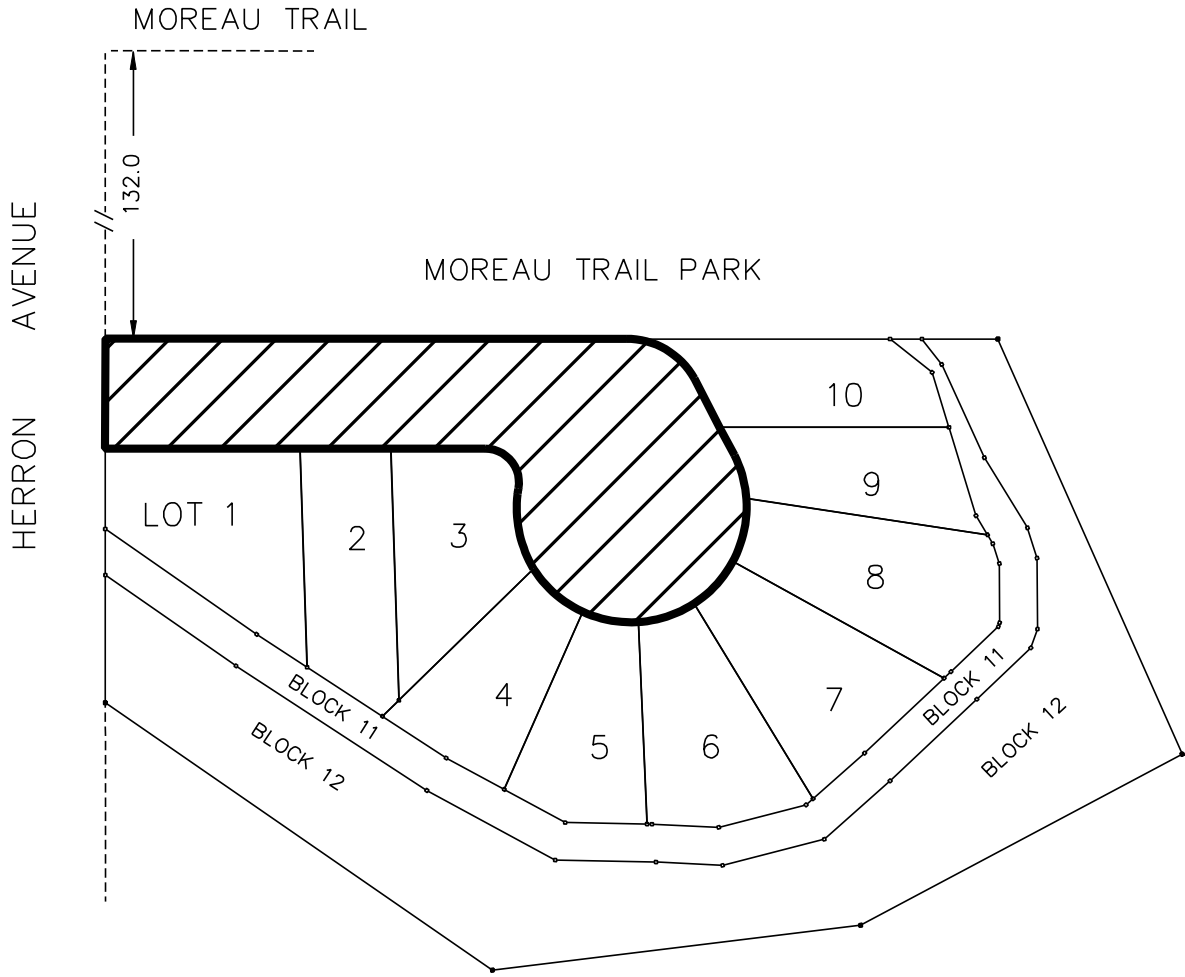 MOREAU TRAIL
132.0
HERRON AVENUE
MOREAU TRAIL PARK
10
9
LOT 1
2
3
8
4
7
5
6
BLOCK 11
BLOCK 12
BLOCK 11
BLOCK 12